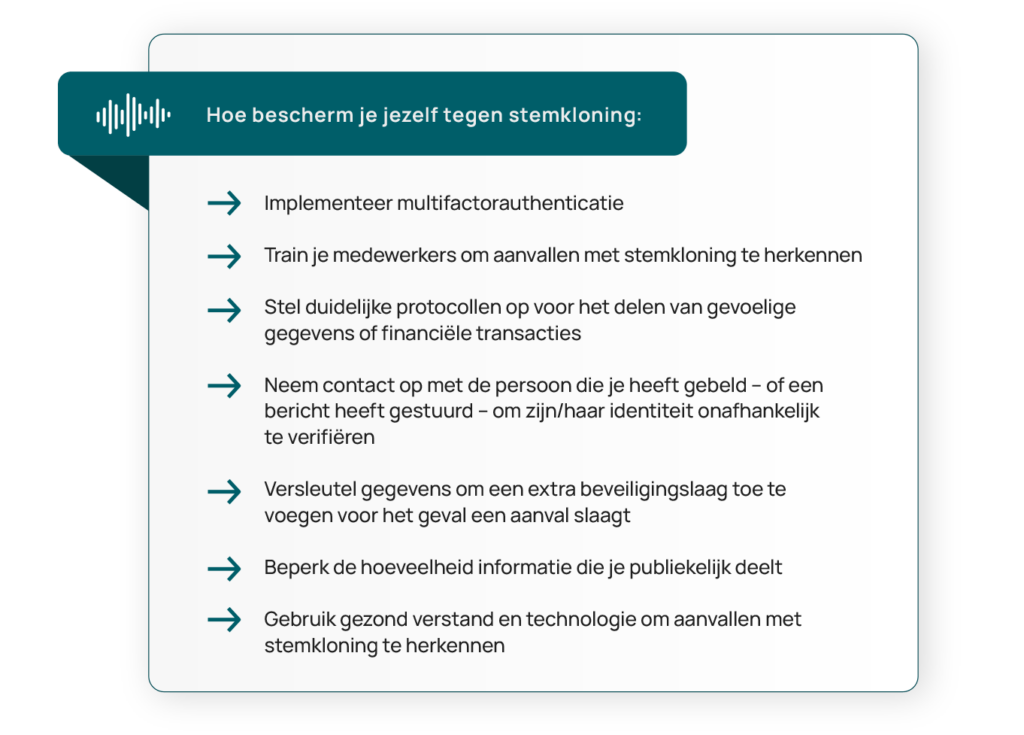 Hoe bescherm je jezelf tegen stemkloning:
Implementeer multifactorauthenticatie
Train je medewerkers om aanvallen met stemkloning te herkennen
Stel duidelijke protocollen op voor het delen van gevoelige
gegevens of financiële transacties
Neem contact op met de persoon die je heeft gebeld – of een
bericht heeft gestuurd – om zijn/haar identiteit onafhankelijk
te verifiëren
Versleutel gegevens om een extra beveiligingslaag toe te
voegen voor het geval een aanval slaagt
Beperk de hoeveelheid informatie die je publiekelijk deelt
Gebruik gezond verstand en technologie om aanvallen met
stemkloning te herkennen